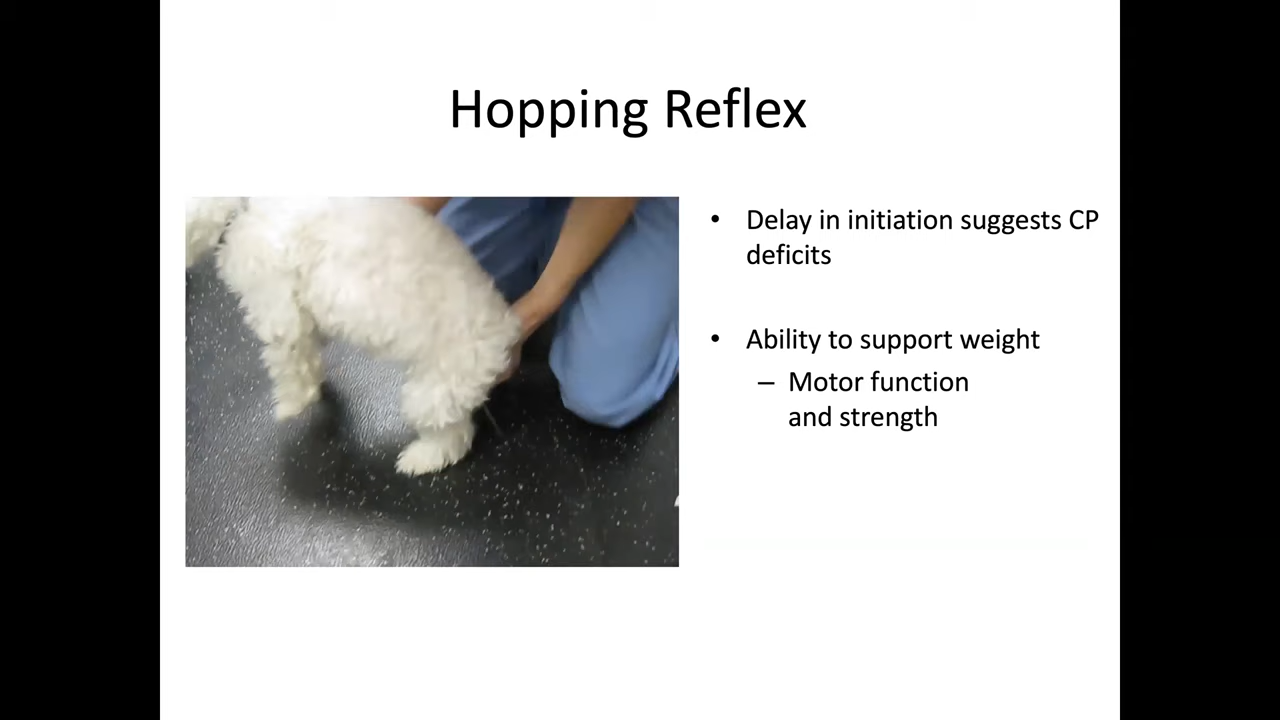 Hopping Reflex
• Delay in initiation suggests CP
deficits
• Ability to support weight
– Motor function
and strength